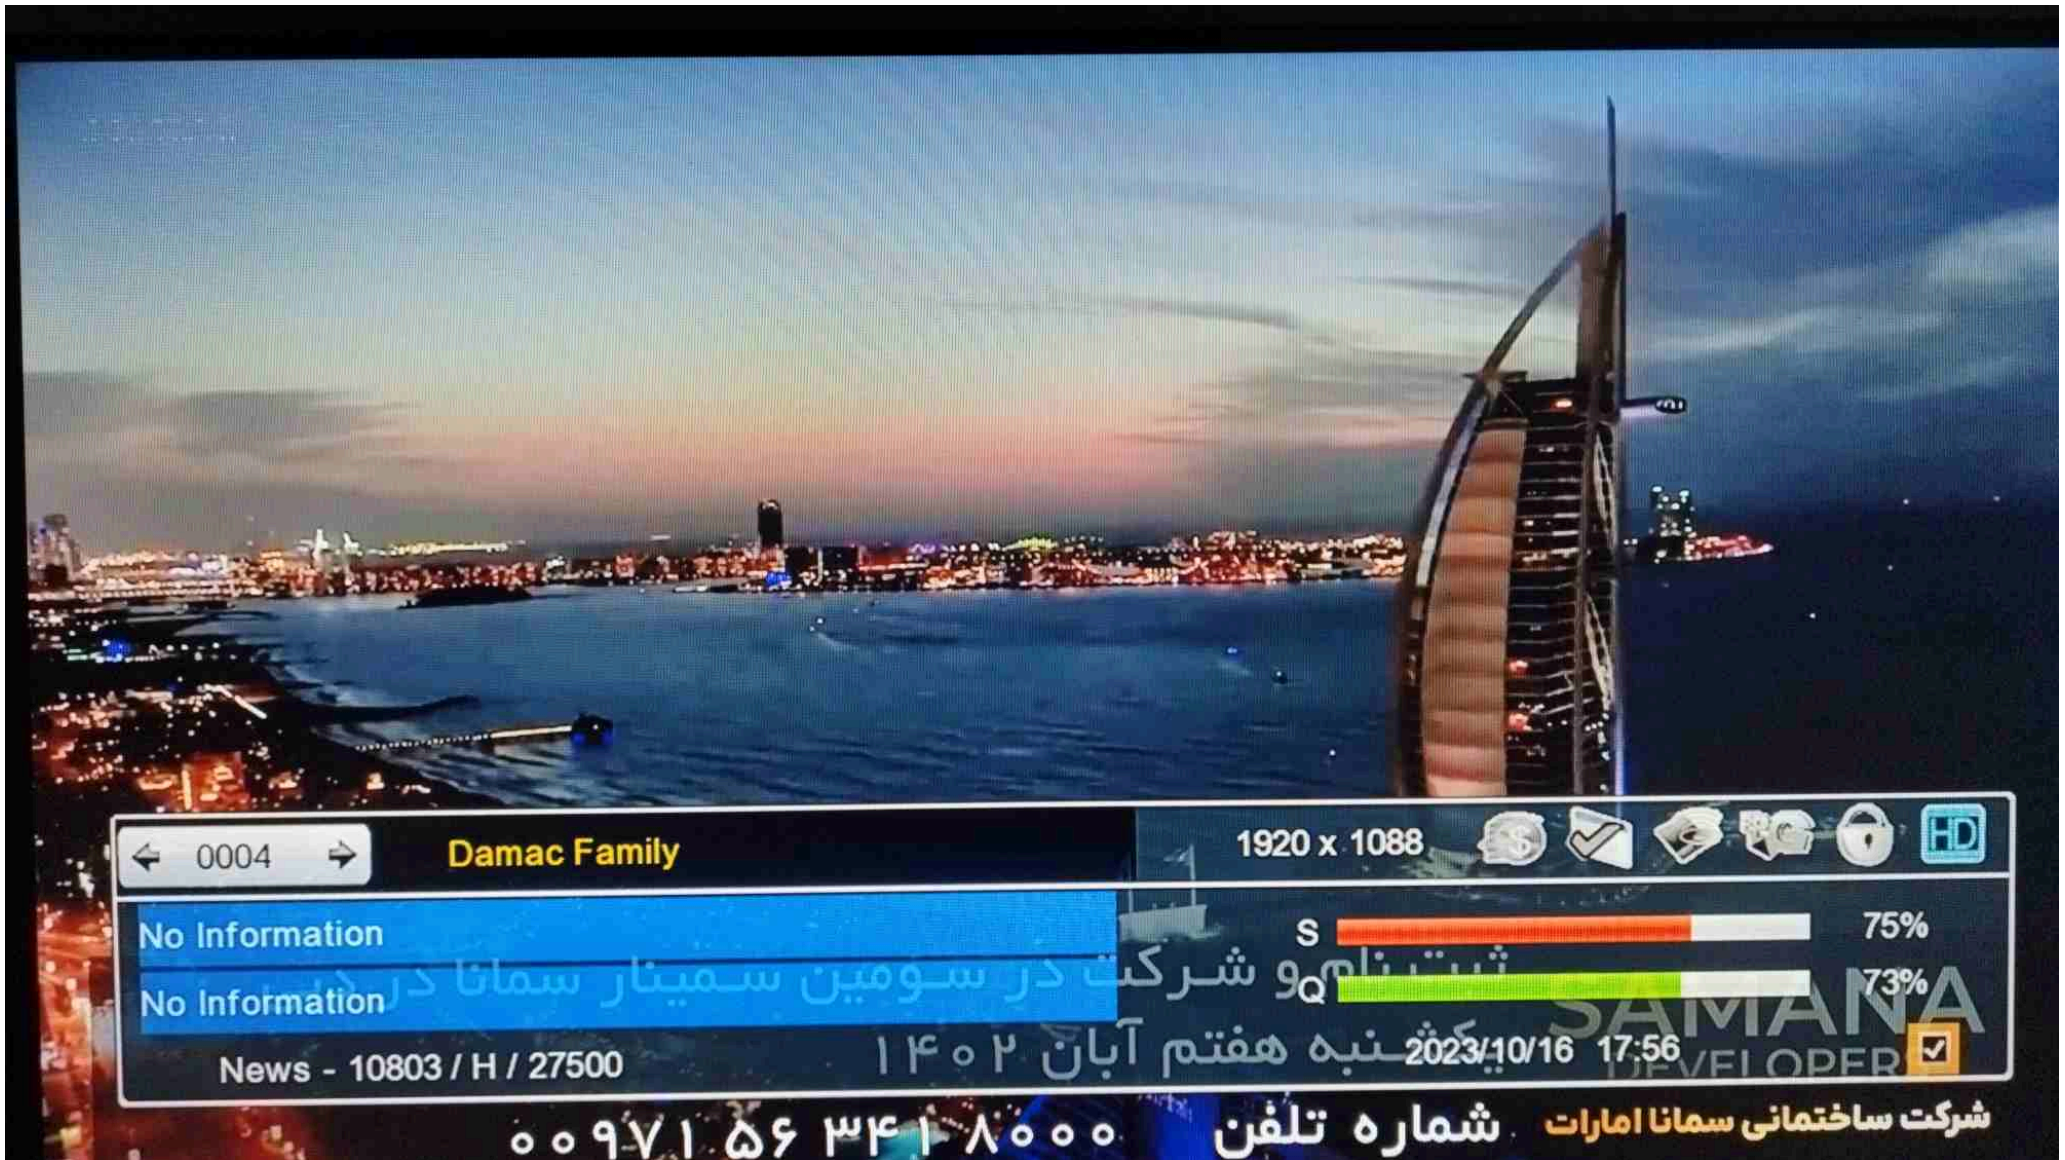 0004
Damac Family
1920 x 1088
HD
No Information
S 75%
ثبت نام و شرکت در سومین سمینار سمانا در دبی
No Information
Q 73%
SAMANA
یکشنبه هفتم آبان ۱۴۰۲
2023/10/16 17:56
DEVELOPERS
News - 10803 / H / 27500
شرکت ساختمانی سمانا امارات
شماره تلفن ۰۰۹۷۱ ۵۶ ۳۴۱ ۸۰۰۰